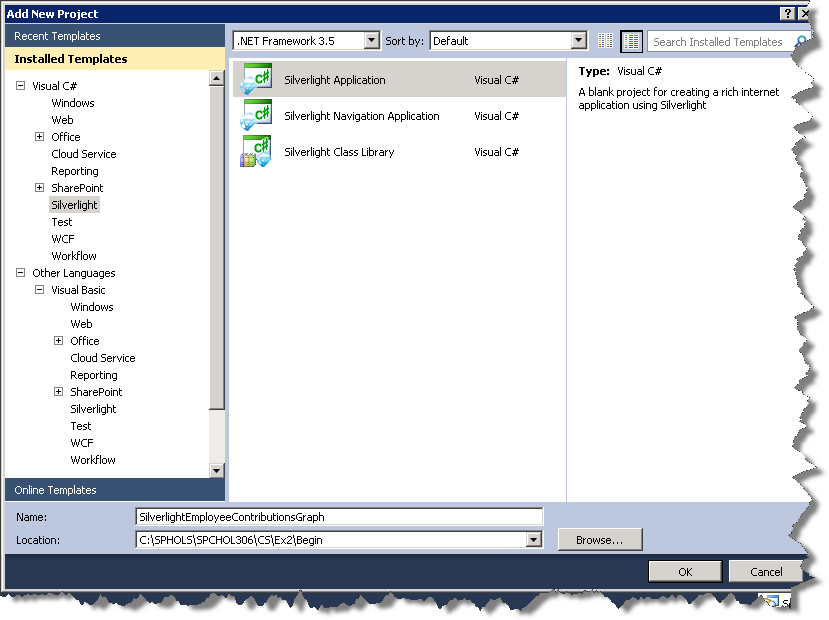 Add New Project
Recent Templates
.NET Framework 3.5 Sort by: Default Search Installed Templates
Installed Templates
Visual C#
Windows
Web
Office
Cloud Service
Reporting
SharePoint
Silverlight
Test
WCF
Workflow
Other Languages
Visual Basic
Windows
Web
Office
Cloud Service
Reporting
SharePoint
Silverlight
Test
WCF
Workflow
Online Templates
Silverlight Application Visual C#
Silverlight Navigation Application Visual C#
Silverlight Class Library Visual C#
Type: Visual C#
A blank project for creating a rich internet
application using Silverlight
Name: SilverlightEmployeeContributionsGraph
Location: C:\SPHOLS\SPCHOL306\CS\Ex2\Begin Browse...
OK Cancel